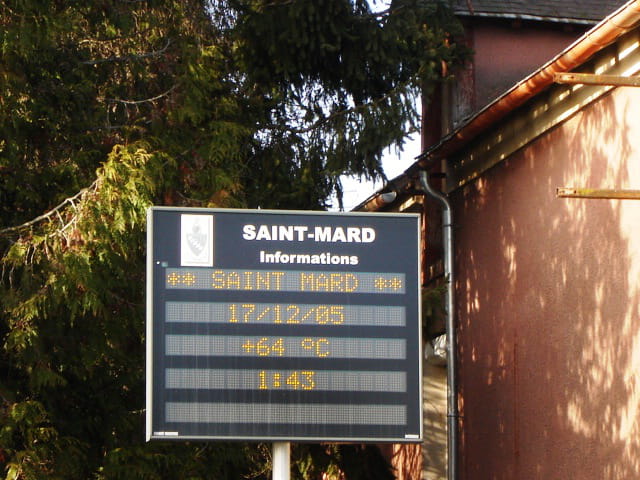 SAINT-MARD
Informations
** SAINT MARD **
17/12/05
+64 °C
1:43